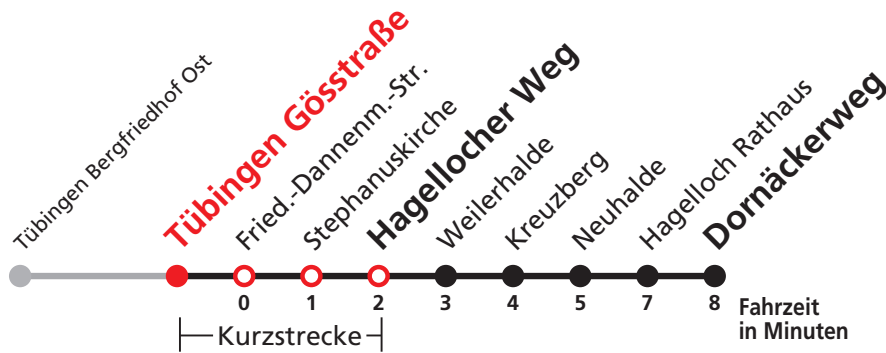 Tübingen Bergfriedhof Ost
Tübingen Gösstraße
Fried.-Dannenm.-Str.
Stephanuskirche
Hagellocher Weg
Weilerhalde
Kreuzberg
Neuhalde
Hagelloch Rathaus
Dornäckerweg
0 1 2 3 4 5 7 8
Fahrzeit
in Minuten
Kurzstrecke